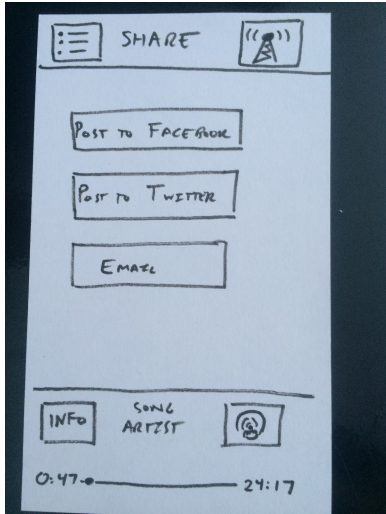 SHARE
POST TO FACEBOOK
POST TO TWITTER
EMAIL
INFO
SONG
ARTIST
0:47
24:17